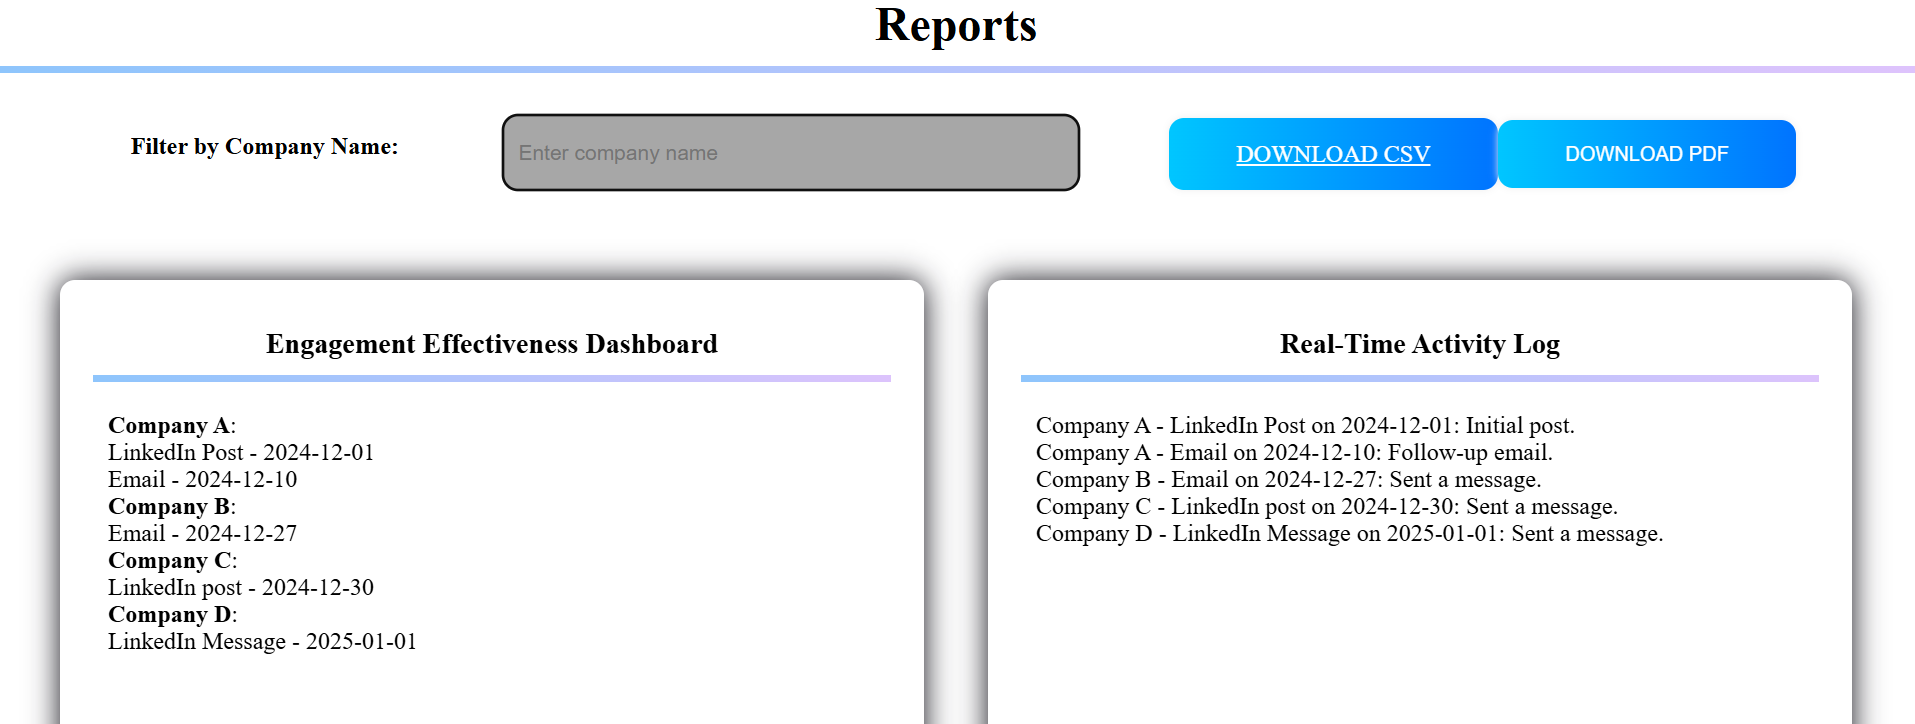 Reports
Filter by Company Name:
Enter company name
DOWNLOAD CSV
DOWNLOAD PDF
Engagement Effectiveness Dashboard
Company A:
LinkedIn Post - 2024-12-01
Email - 2024-12-10
Company B:
Email - 2024-12-27
Company C:
LinkedIn post - 2024-12-30
Company D:
LinkedIn Message - 2025-01-01
Real-Time Activity Log
Company A - LinkedIn Post on 2024-12-01: Initial post.
Company A - Email on 2024-12-10: Follow-up email.
Company B - Email on 2024-12-27: Sent a message.
Company C - LinkedIn post on 2024-12-30: Sent a message.
Company D - LinkedIn Message on 2025-01-01: Sent a message.